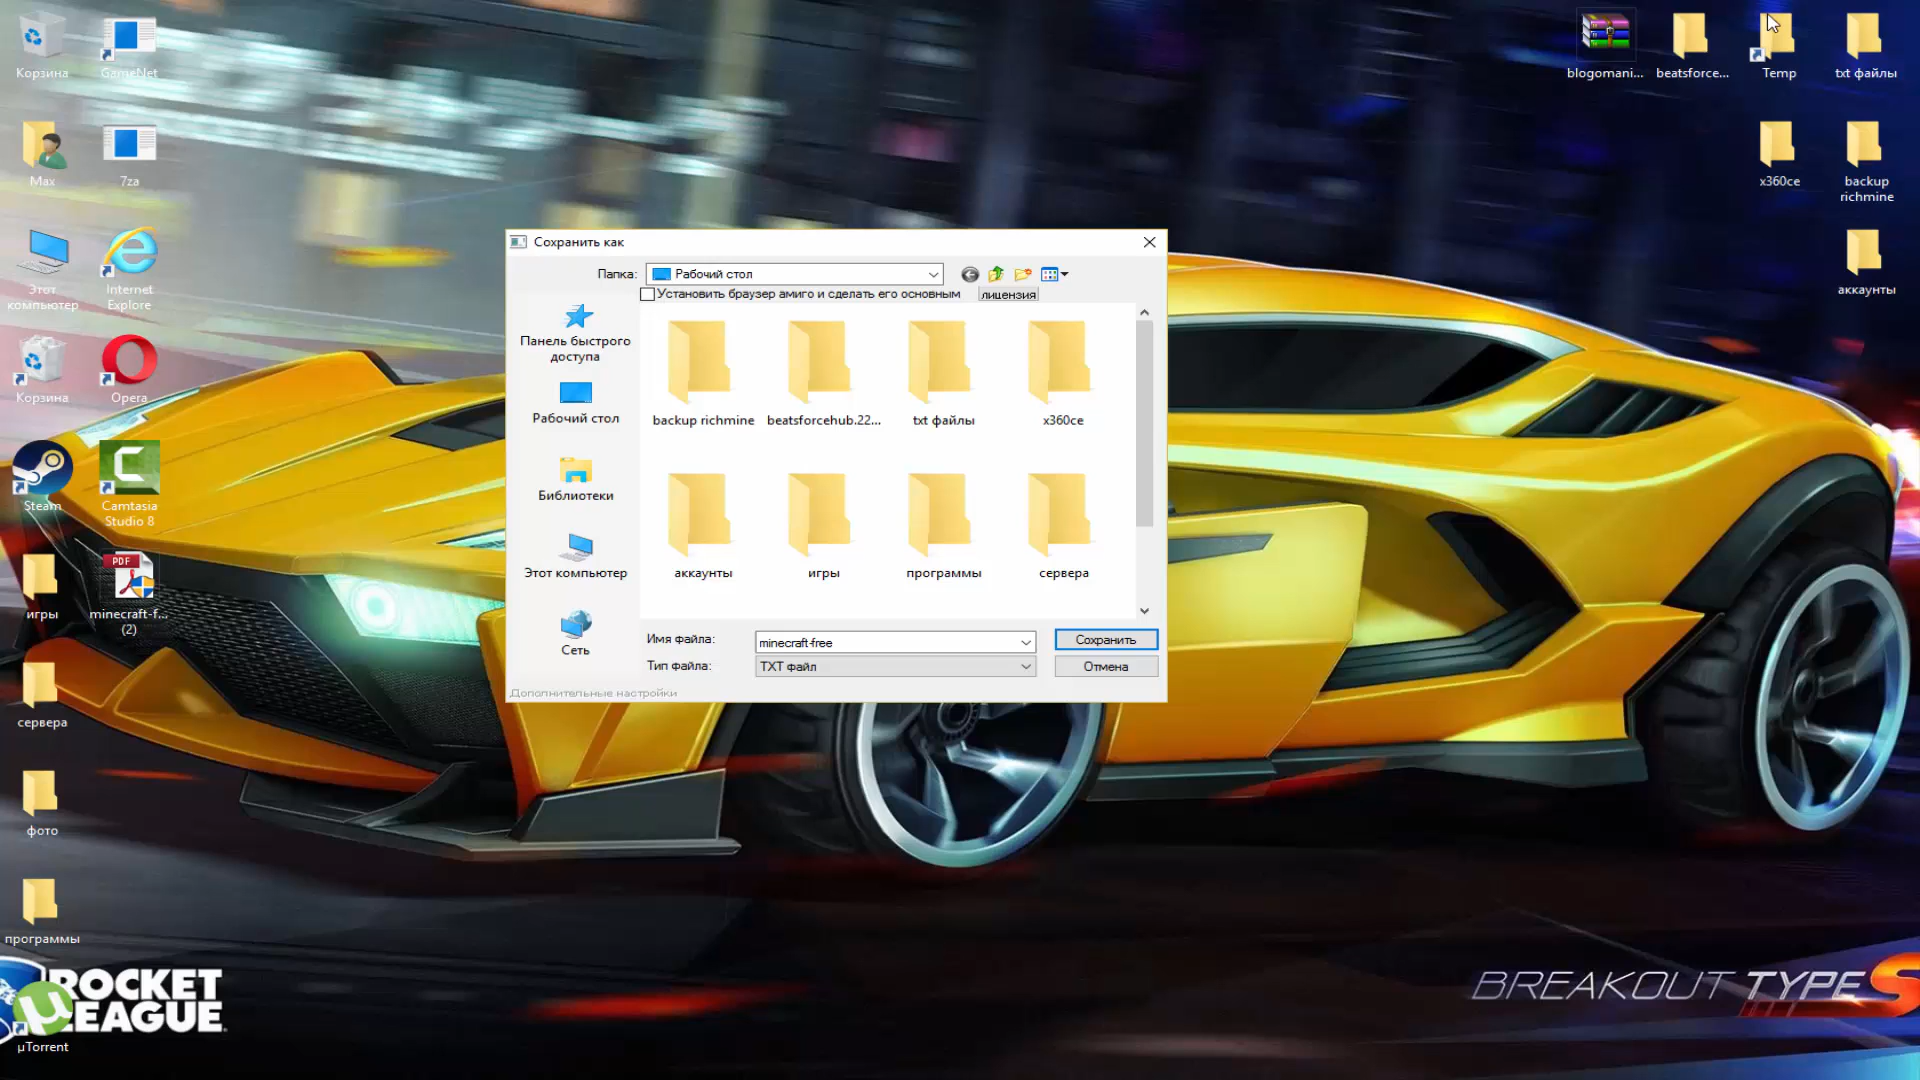 Корзина
GameNet
blogomani...
beatsforce...
Temp
txt файлы
Max
7za
x360ce
backup
richmine
Этот
компьютер
Internet
Explore
аккаунты
Корзина
Opera
Steam
Camtasia
Studio 8
игры
PDF
minecraft-f...
(2)
сервера
фото
программы
µTorrent
ROCKET
LEAGUE
BREAKOUT TYPE S
Сохранить как
Папка:
Рабочий стол
Установить браузер амиго и сделать его основным
лицензия
Панель быстрого
доступа
Рабочий стол
Библиотеки
Этот компьютер
Сеть
backup richmine
beatsforcehub.22...
txt файлы
x360ce
аккаунты
игры
программы
сервера
Имя файла:
minecraft-free
Сохранить
Тип файла:
TXT файл
Отмена
Дополнительные настройки